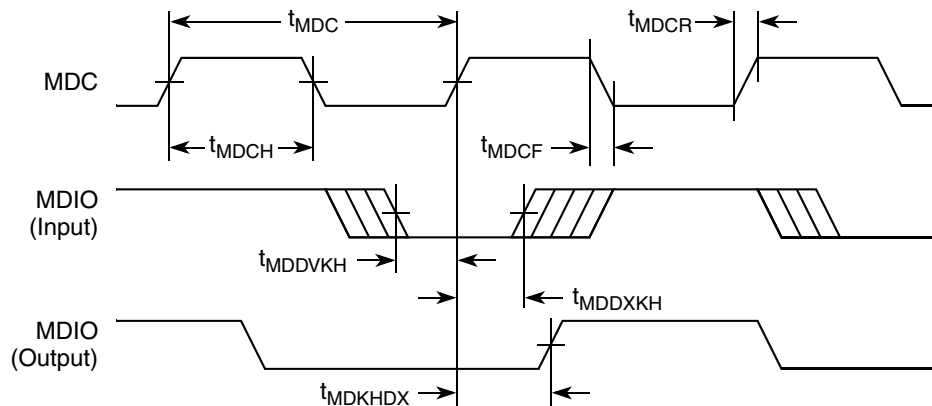 tMDC
tMDCR
MDC
tMDCH
tMDCF
MDIO
(Input)
tMDDVKH
tMDDXKH
MDIO
(Output)
tMDKHDX